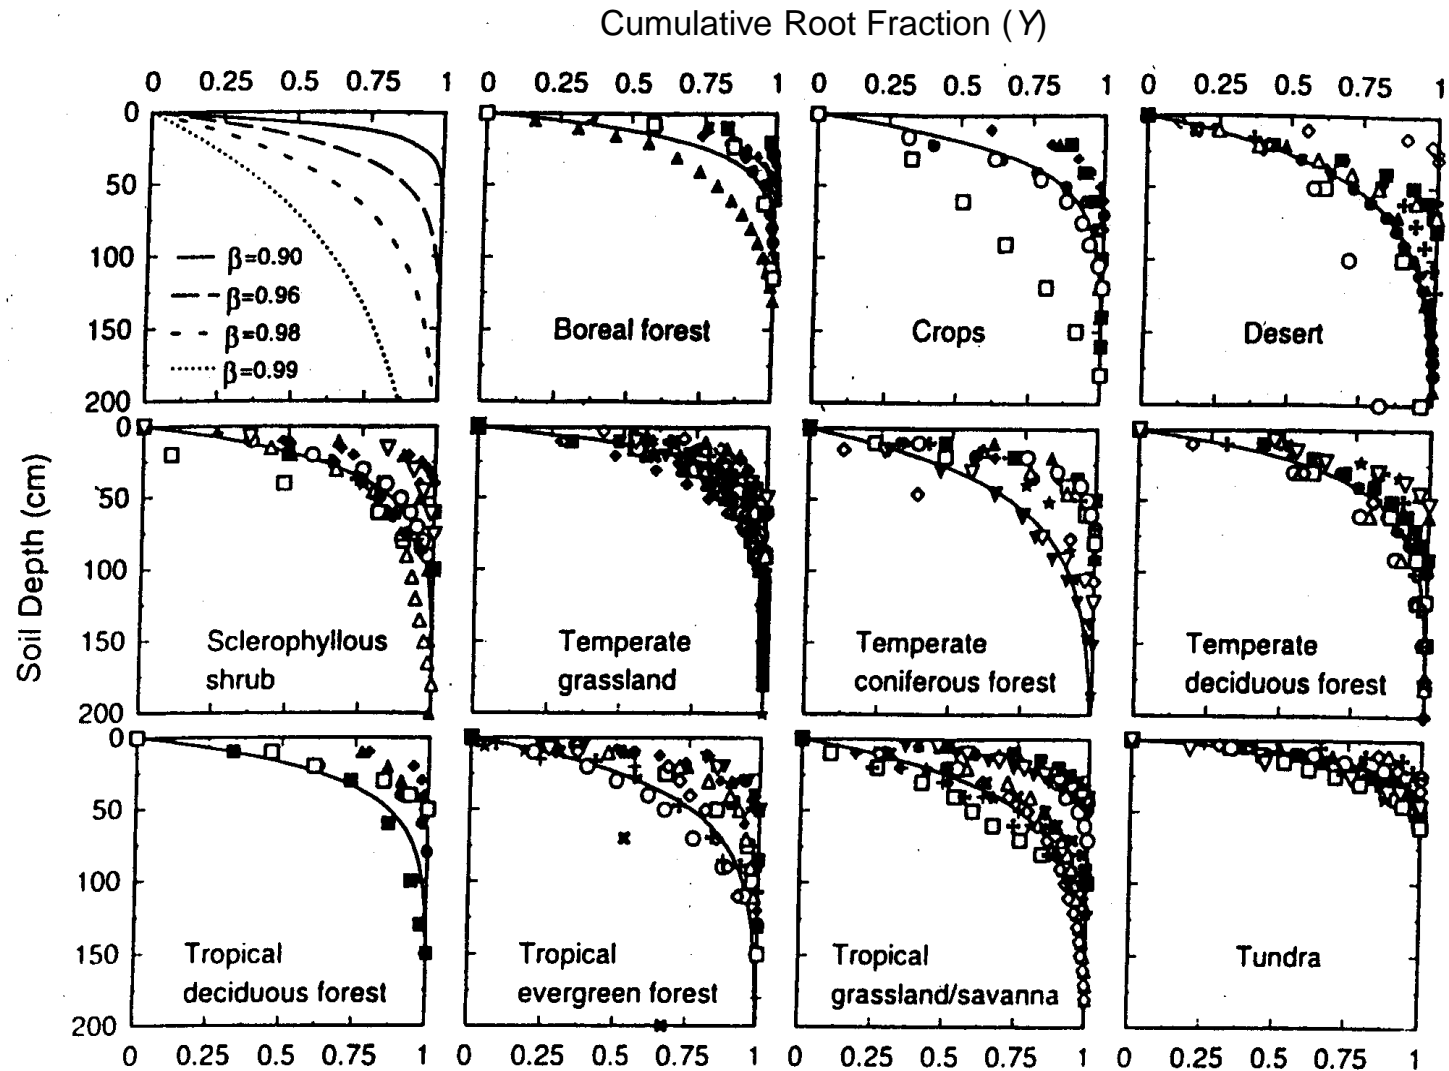 Cumulative Root Fraction (Y)
0 0.25 0.5 0.75 1 0 0.25 0.5 0.75 1 0 0.25 0.5 0.75 1 0 0.25 0.5 0.75 1
0
50
100
150
200
β=0.90
β=0.96
β=0.98
β=0.99
Boreal forest
Crops
Desert
Soil Depth (cm)
0
50
100
150
200
Sclerophyllous
shrub
Temperate
grassland
Temperate
coniferous forest
Temperate
deciduous forest
0
50
100
150
200
Tropical
deciduous forest
Tropical
evergreen forest
Tropical
grassland/savanna
Tundra
0 0.25 0.5 0.75 1 0 0.25 0.5 0.75 1 0 0.25 0.5 0.75 1 0 0.25 0.5 0.75 1